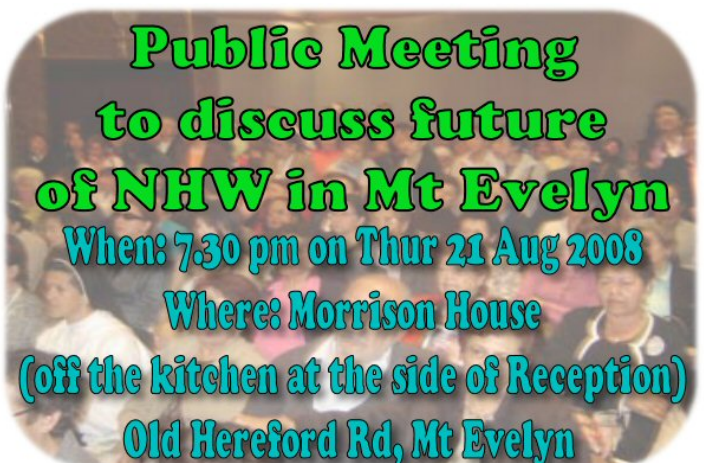 Public Meeting
to discuss future
of NHW in Mt Evelyn
When: 7.30 pm on Thur 21 Aug 2008
Where: Morrison House
(off the kitchen at the side of Reception)
Old Hereford Rd, Mt Evelyn